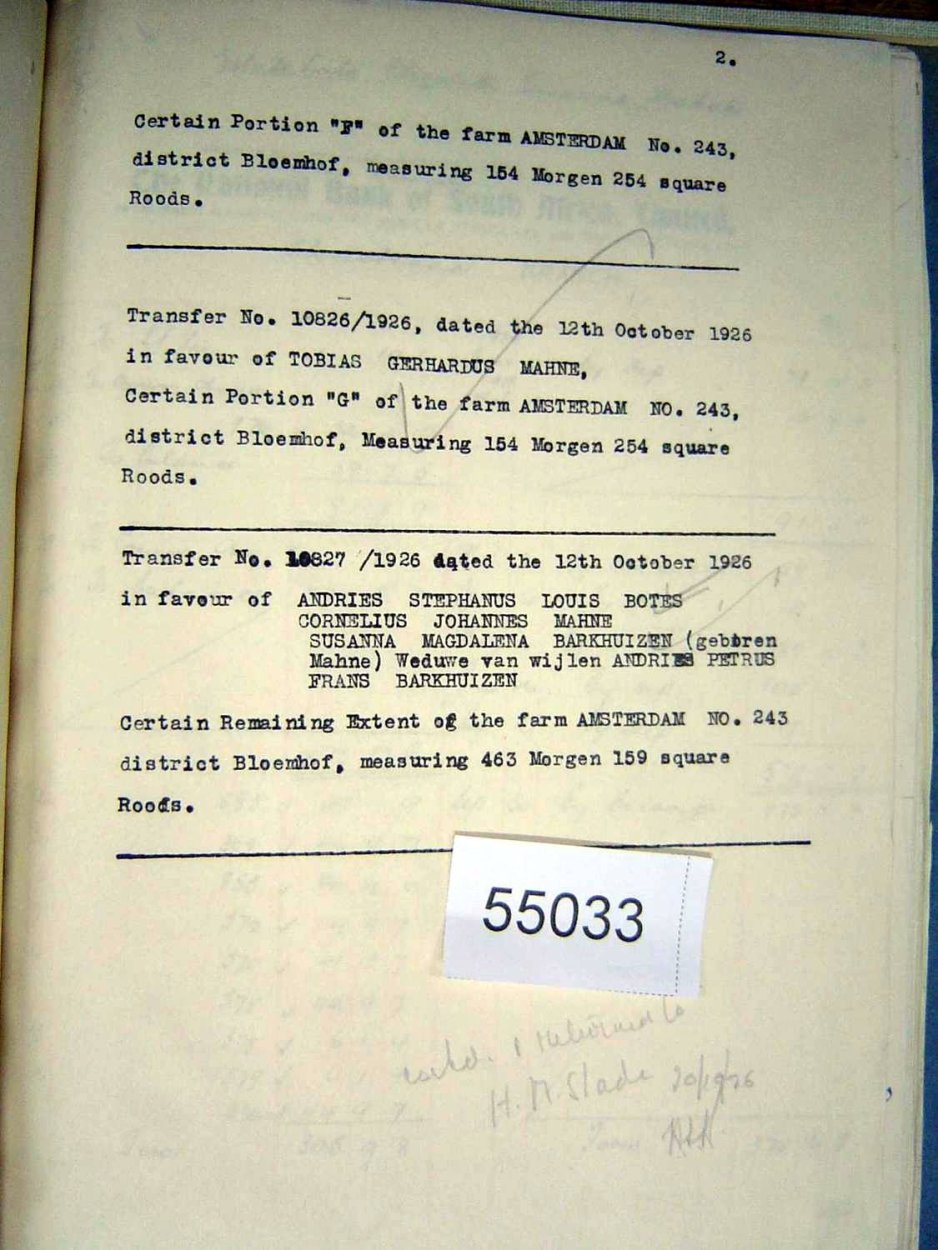 2.
Certain Portion "F" of the farm AMSTERDAM No. 243,
district Bloemhof, measuring 154 Morgen 254 square
Roods.
Transfer No. 10826/1926, dated the 12th October 1926
in favour of TOBIAS GERHARDUS MAHNE,
Certain Portion "G" of the farm AMSTERDAM NO. 243,
district Bloemhof, Measuring 154 Morgen 254 square
Roods.
Transfer No. 10827 /1926 dated the 12th October 1926
in favour of ANDRIES STEPHANUS LOUIS BOTES
CORNELIUS JOHANNES MAHNE
SUSANNA MAGDALENA BARKHUIZEN (geboren
Mahne) Weduwe van wijlen ANDRIES PETRUS
FRANS BARKHUIZEN
Certain Remaining Extent of the farm AMSTERDAM NO. 243
district Bloemhof, measuring 463 Morgen 159 square
Roods.
55033
H. M. Slade